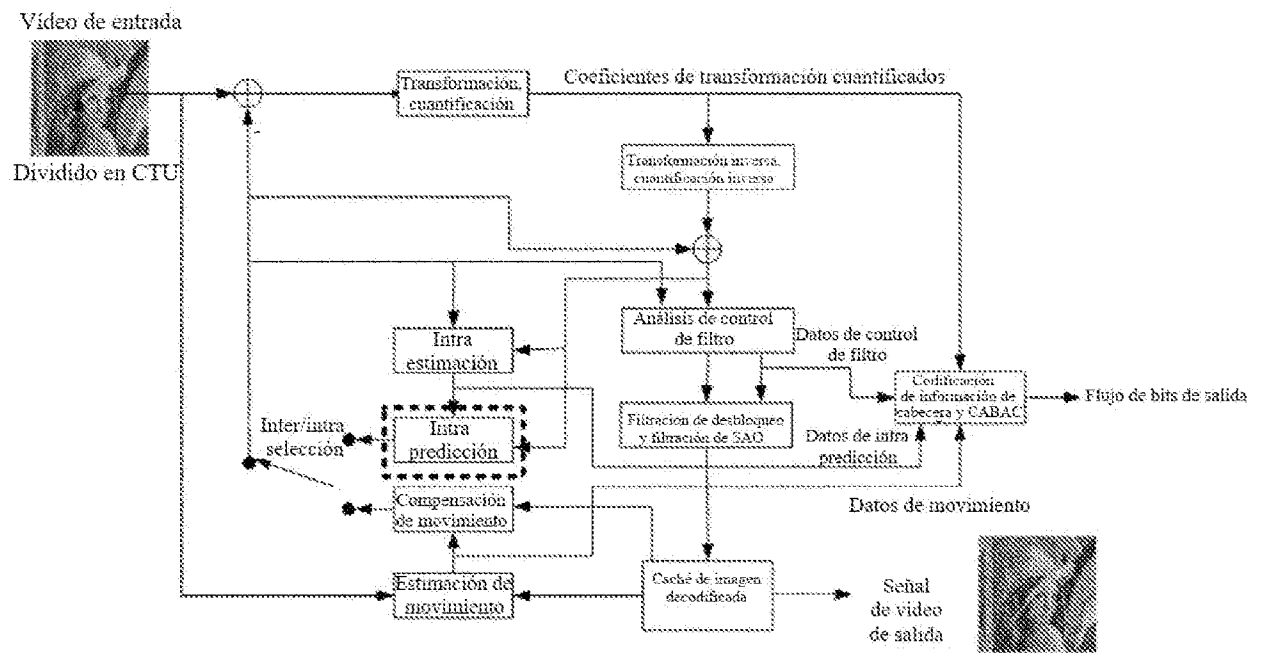 Vídeo de entrada
Dividido en CTU
Transformación,
cuantificación
Coeficientes de transformación cuantificados
Transformación inversa,
cuantificación inversa
Análisis de control
de filtro
Datos de control
de filtro
Intra
estimación
Codificación
de información de
cabecera y CABAC
Flujo de bits de salida
Filtración de desbloqueo
y filtración de SAO
Inter/intra
selección
Intra
predicción
Datos de intra
predicción
Compensación
de movimiento
Datos de movimiento
Estimación de
movimiento
Caché de imagen
decodificada
Señal
de vídeo
de salida